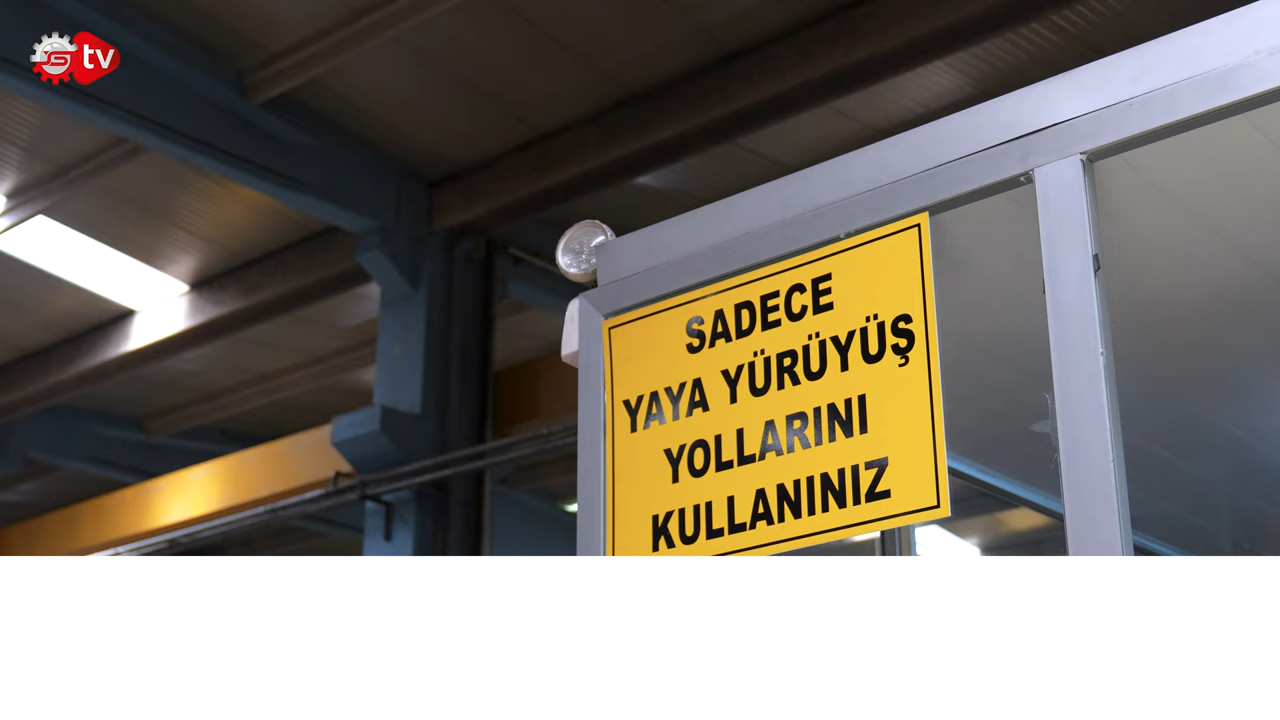 tv
SADECE
YAYA YÜRÜYÜŞ
YOLLARINI
KULLANINIZ